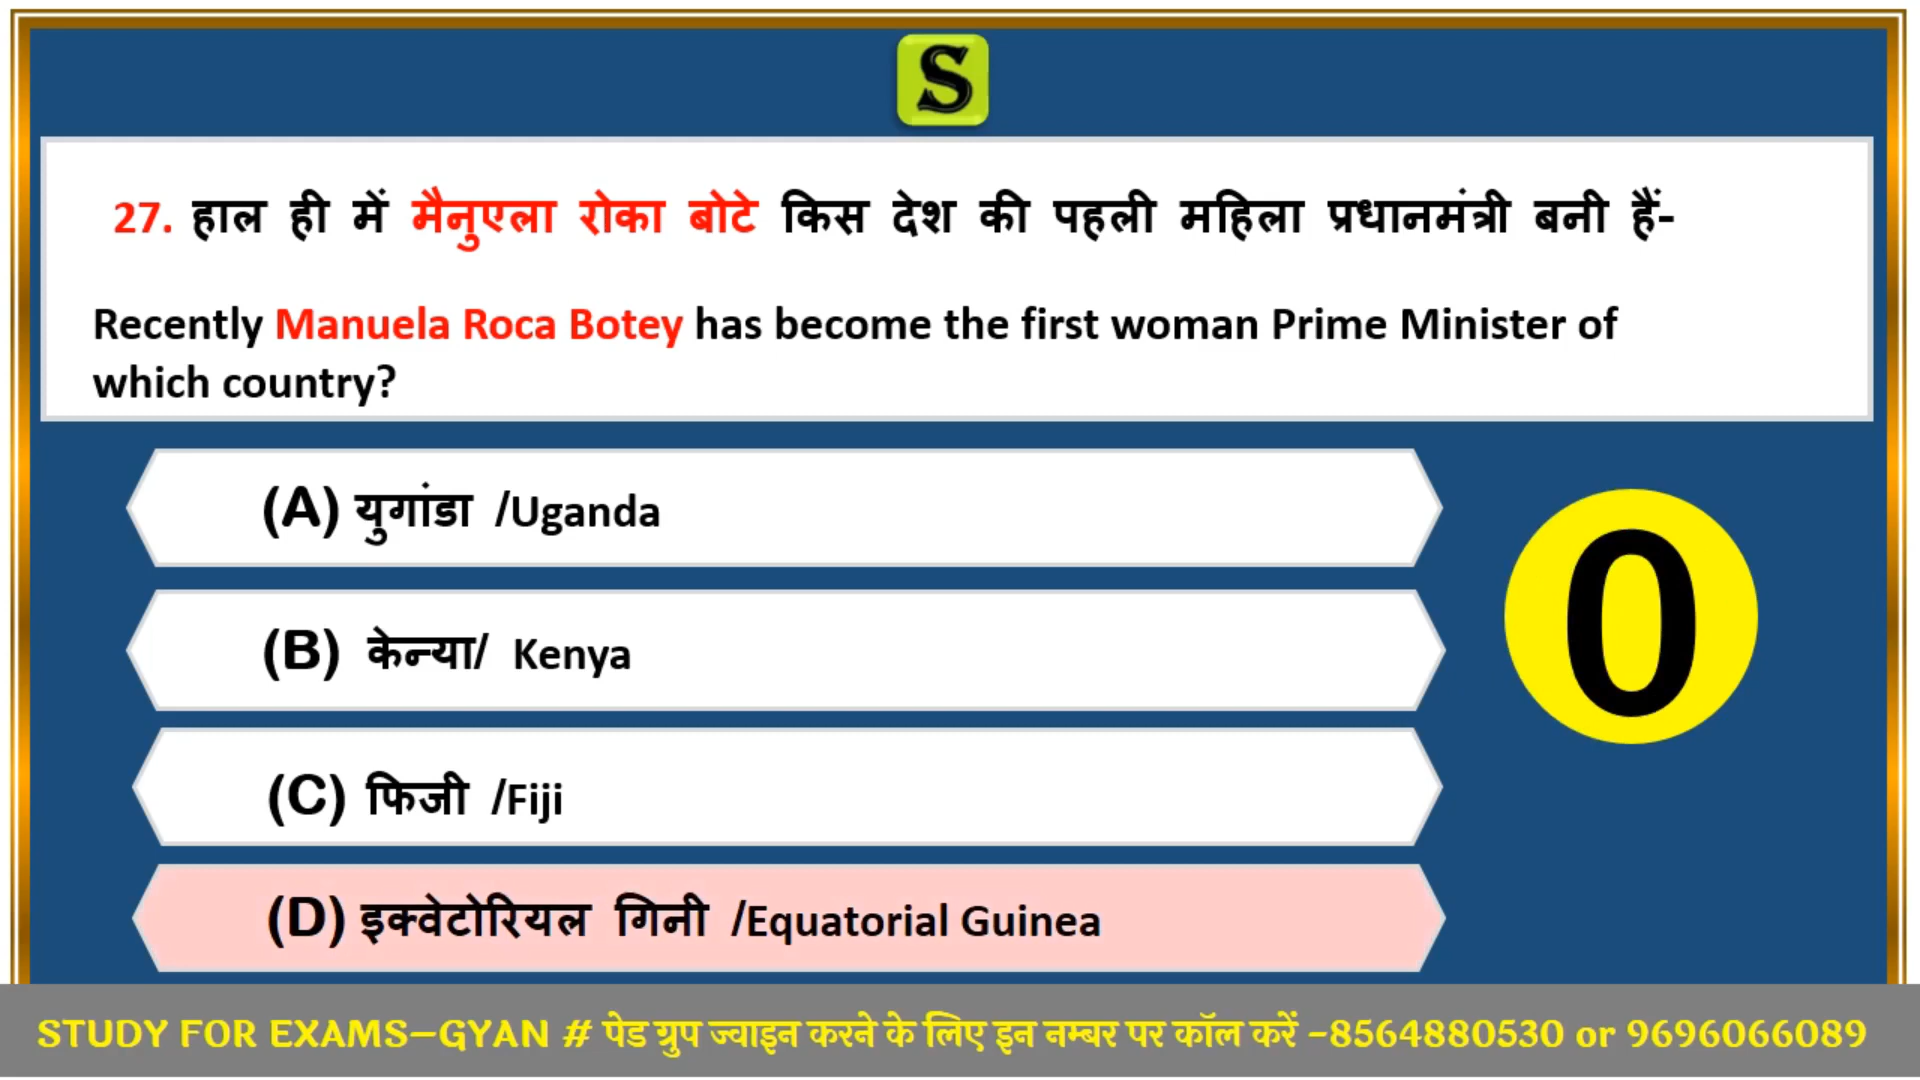 S
27. हाल ही में मैनुएला रोका बोटे किस देश की पहली महिला प्रधानमंत्री बनी हैं-
Recently Manuela Roca Botey has become the first woman Prime Minister of
which country?
(A) युगांडा /Uganda
(B) केन्या/ Kenya
0
(C) फिजी /Fiji
(D) इक्वेटोरियल गिनी /Equatorial Guinea
STUDY FOR EXAMS–GYAN # पेड ग्रुप ज्वाइन करने के लिए इन नम्बर पर कॉल करें -8564880530 or 9696066089